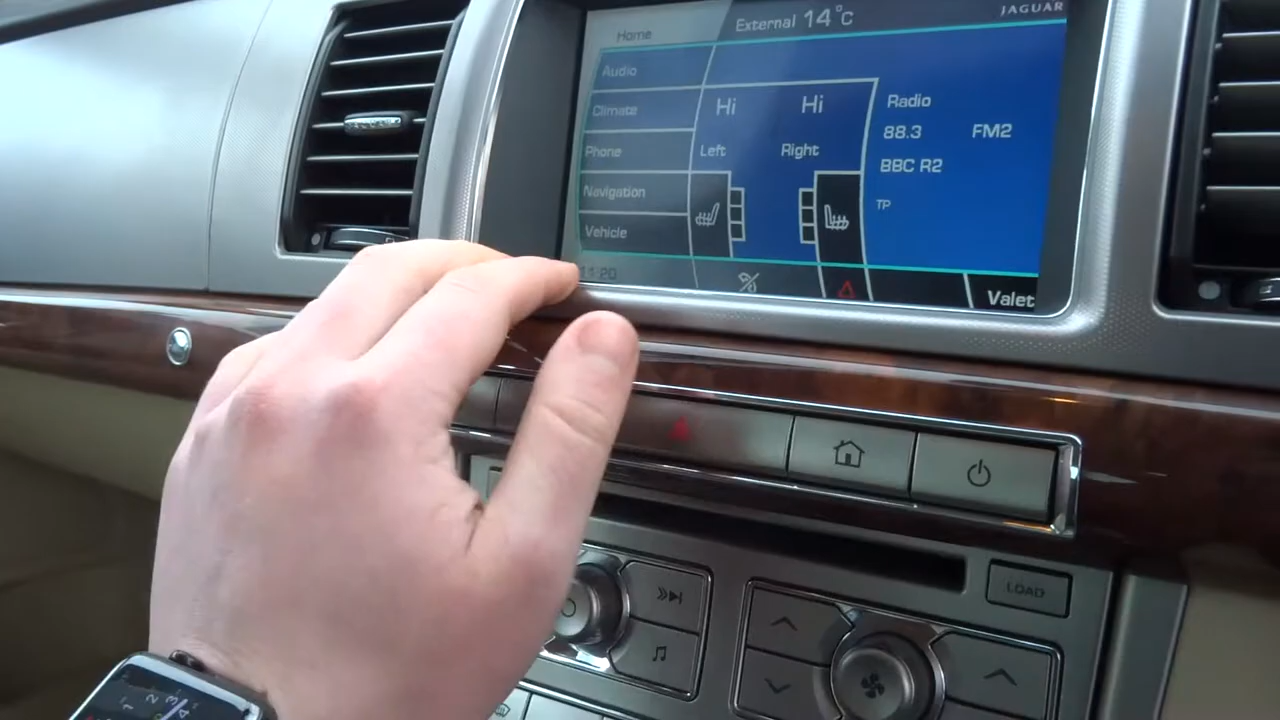 JAGUAR
Home
External 14°C
Audio
Climate
Phone
Navigation
Vehicle
Hi
Hi
Left
Right
Radio
88.3 FM2
BBC R2
TP
11:20
Valet
LOAD